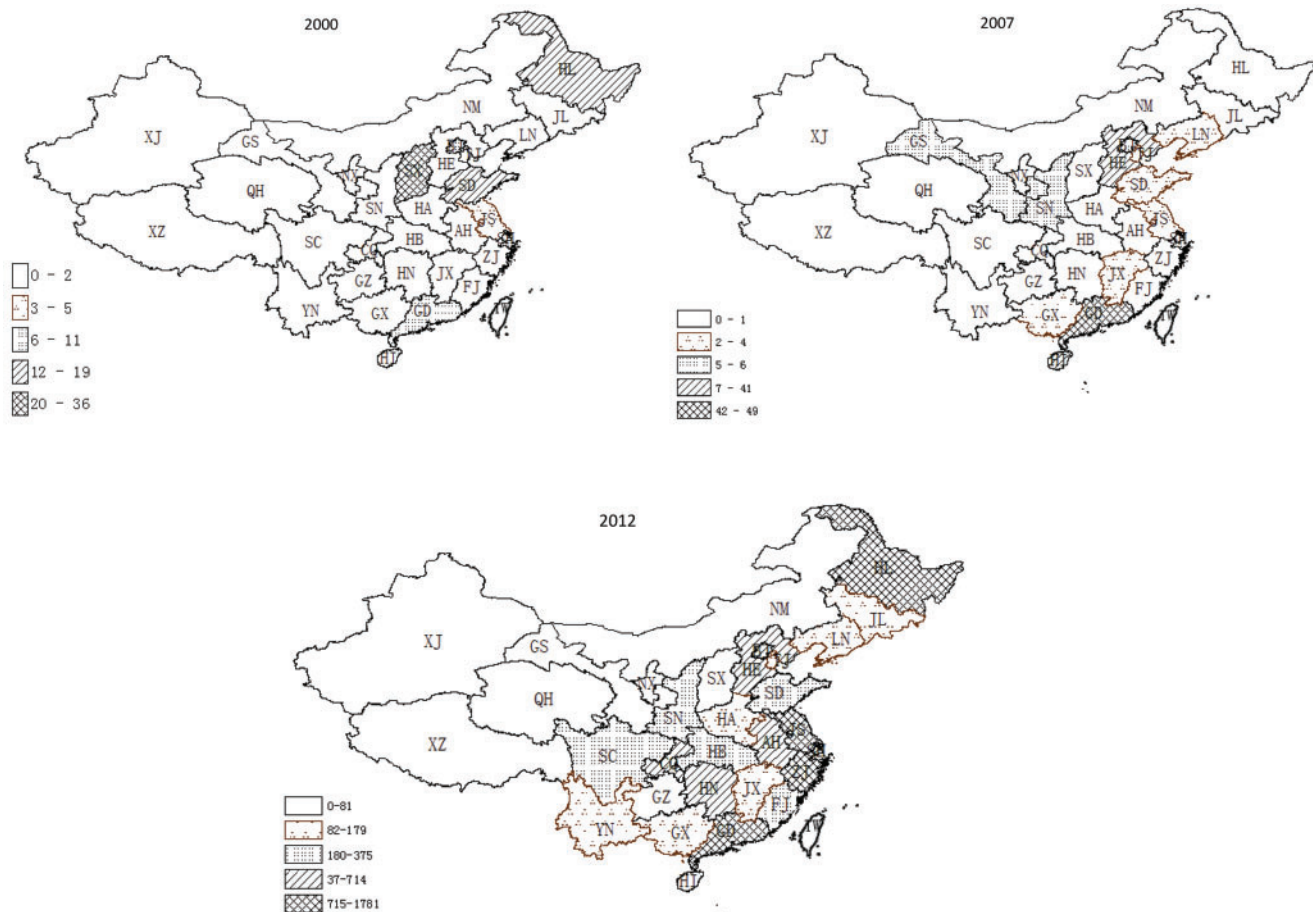 2000
HL
NM
JL
XJ
GS
LN
HE
NX
SD
QH
SN
HA
JS
XZ
SC
HB
AH
ZJ
GZ
HN
JX
FJ
YN
GX
GD
TW
0 - 2
3 - 5
6 - 11
12 - 19
20 - 36
2007
HL
NM
JL
XJ
GS
LN
HE
NX
SX
SD
QH
SN
HA
JS
XZ
SC
HB
AH
ZJ
GZ
HN
JX
FJ
YN
GX
GD
TW
0 - 1
2 - 4
5 - 6
7 - 41
42 - 49
2012
HL
NM
JL
XJ
GS
LN
HE
NX
SX
SD
QH
SN
HA
JS
XZ
SC
HB
AH
HN
JX
GZ
FJ
YN
GX
GD
TW
HI
0-81
82-179
180-375
37-714
715-1781